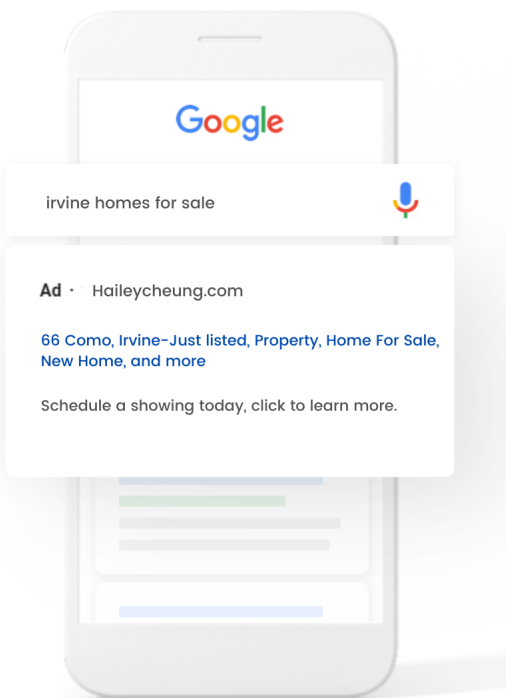 Google
irvine homes for sale
Ad · Haileycheung.com
66 Como, Irvine-Just listed, Property, Home For Sale,
New Home, and more
Schedule a showing today, click to learn more.